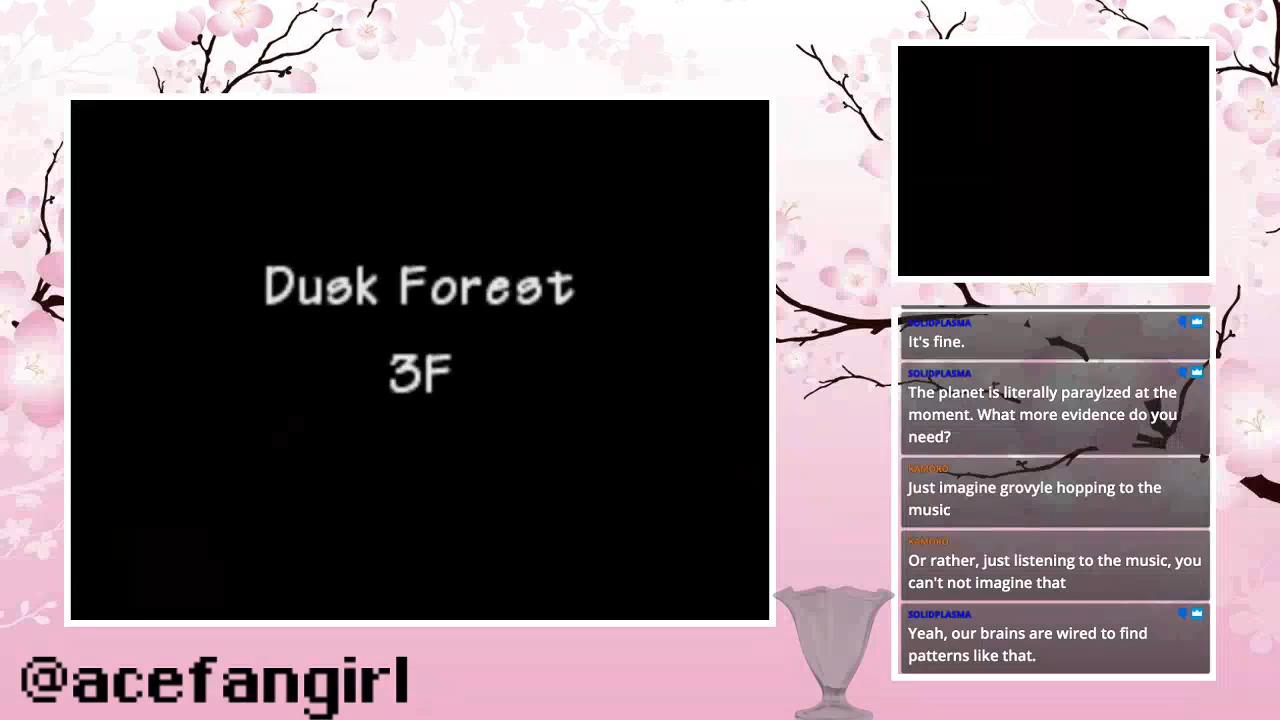 Dusk Forest
3F
SOLIDPLASMA
It's fine.
SOLIDPLASMA
The planet is literally paraylzed at the
moment. What more evidence do you
need?
KAMORO
Just imagine grovyle hopping to the
music
KAMORO
Or rather, just listening to the music, you
can't not imagine that
SOLIDPLASMA
Yeah, our brains are wired to find
patterns like that.
@acefangirl